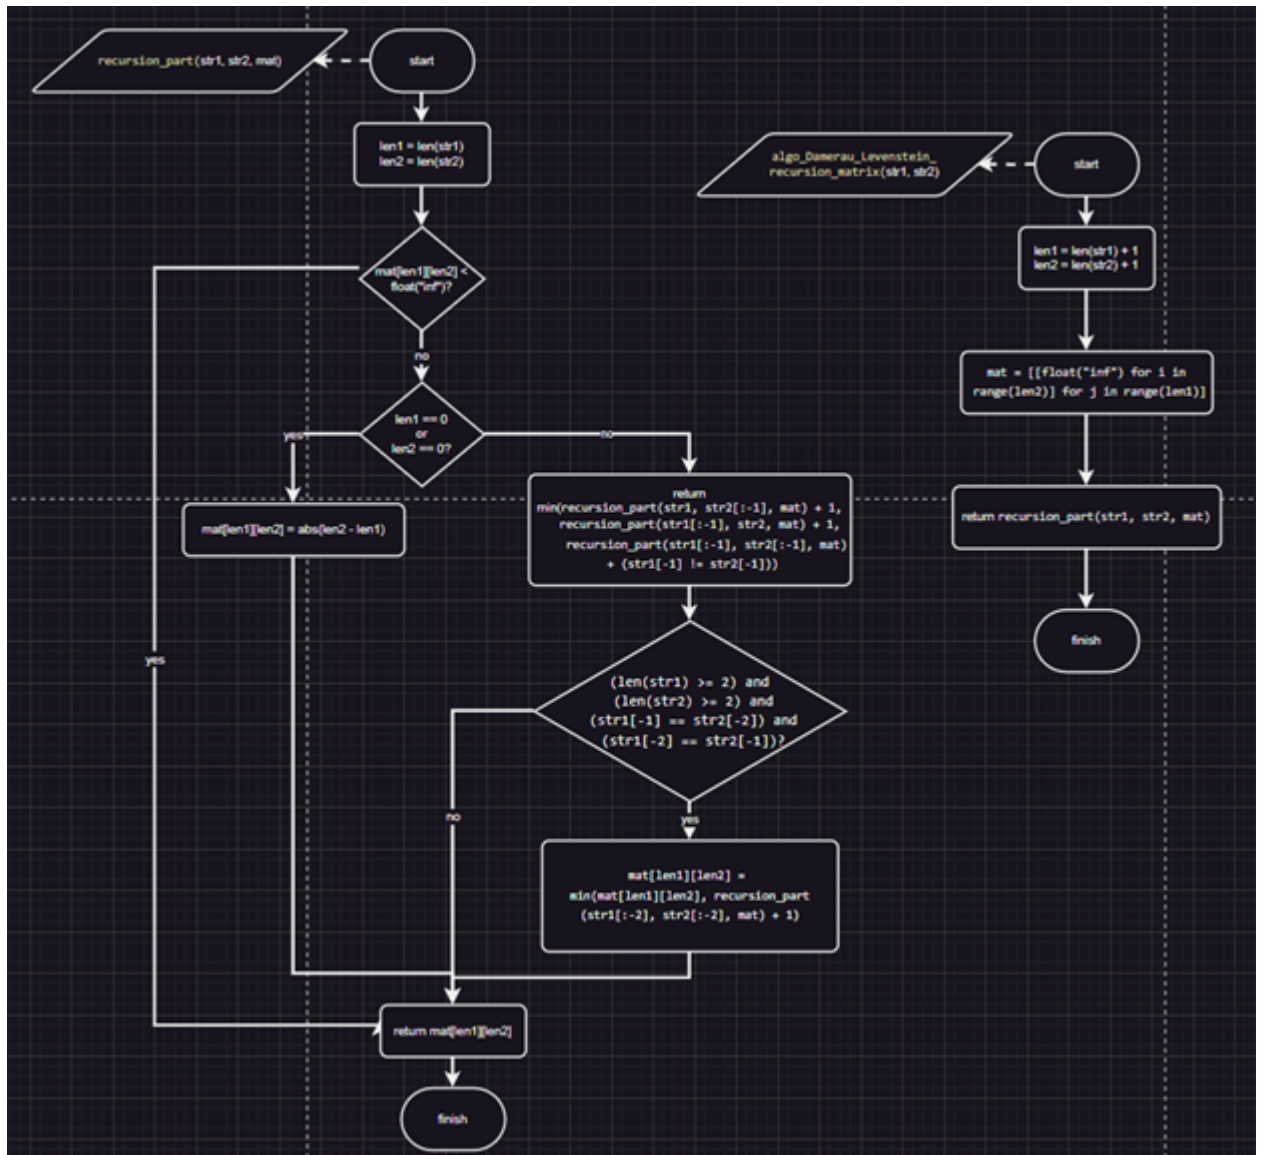 recursion_part(str1, str2, mat)
start
len1 = len(str1)
len2 = len(str2)
mat[len1][len2] <
float("inf")?
no
len1 == 0
or
len2 == 0?
yes
no
mat[len1][len2] = abs(len2 - len1)
return
min(recursion_part(str1, str2[:-1], mat) + 1,
recursion_part(str1[:-1], str2, mat) + 1,
recursion_part(str1[:-1], str2[:-1], mat)
+ (str1[-1] != str2[-1]))
yes
(len(str1) >= 2) and
(len(str2) >= 2) and
(str1[-1] == str2[-2]) and
(str1[-2] == str2[-1])?
no
yes
mat[len1][len2] =
min(mat[len1][len2], recursion_part
(str1[:-2], str2[:-2], mat) + 1)
return mat[len1][len2]
finish
algo_Damerau_Levenstein_
recursion_matrix(str1, str2)
start
len1 = len(str1) + 1
len2 = len(str2) + 1
mat = [[float("inf") for i in
range(len2)] for j in range(len1)]
return recursion_part(str1, str2, mat)
finish